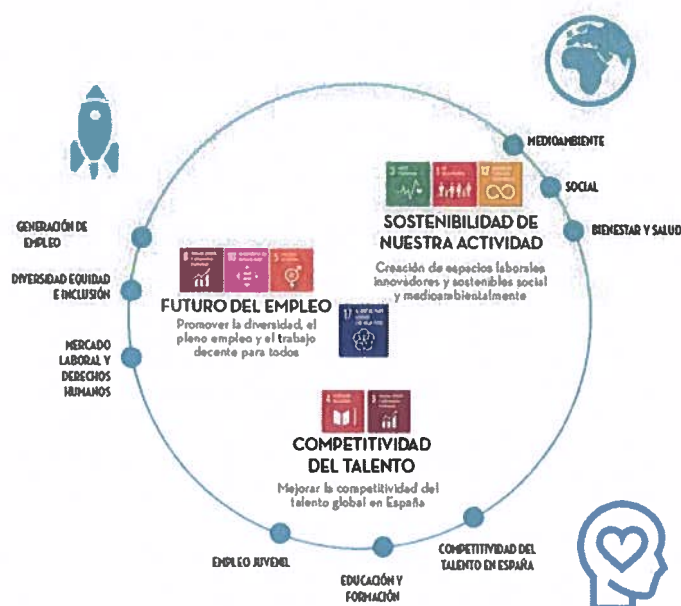 MEDIOAMBIENTE
SOCIAL
BIENESTAR Y SALUD
SOSTENIBILIDAD DE
NUESTRA ACTIVIDAD
Creación de espacios laborales
innovadores y sostenibles social
y medioambientalmente
GENERACIÓN DE
EMPLEO
DIVERSIDAD EQUIDAD
E INCLUSIÓN
MERCADO
LABORAL Y
DERECHOS
HUMANOS
FUTURO DEL EMPLEO
Promover la diversidad, el
pleno empleo y el trabajo
decente para todos
17
COMPETITIVIDAD
DEL TALENTO
Mejorar la competitividad del
talento global en España
EMPLEO JUVENIL
EDUCACIÓN Y
FORMACIÓN
COMPETITIVIDAD DEL
TALENTO EN ESPAÑA